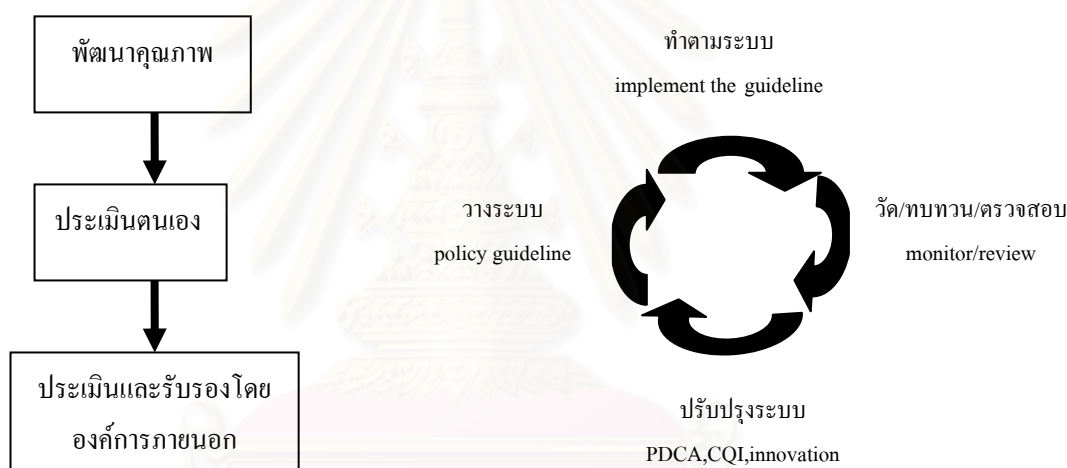 พัฒนาคุณภาพ
ประเมินตนเอง
ประเมินและรับรองโดย
องค์การภายนอก
ทำตามระบบ
implement the guideline
วางระบบ
policy guideline
วัด/ทบทวน/ตรวจสอบ
monitor/review
ปรับปรุงระบบ
PDCA,CQI,innovation